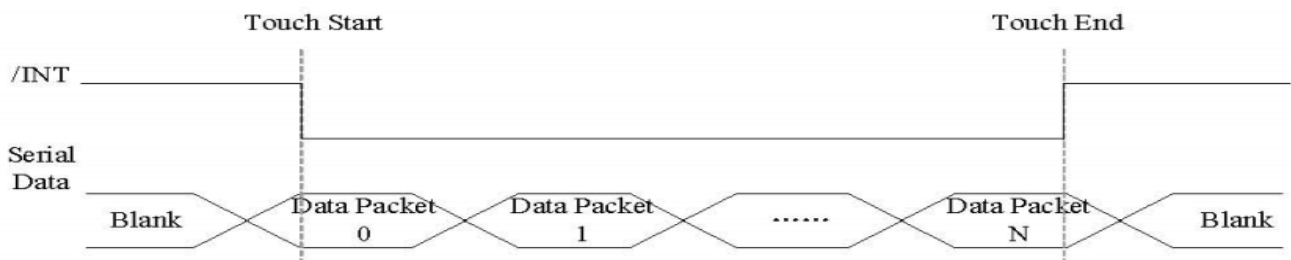 Touch Start
Touch End
/INT
Serial
Data
Blank
Data Packet
0
Data Packet
1
......
Data Packet
N
Blank